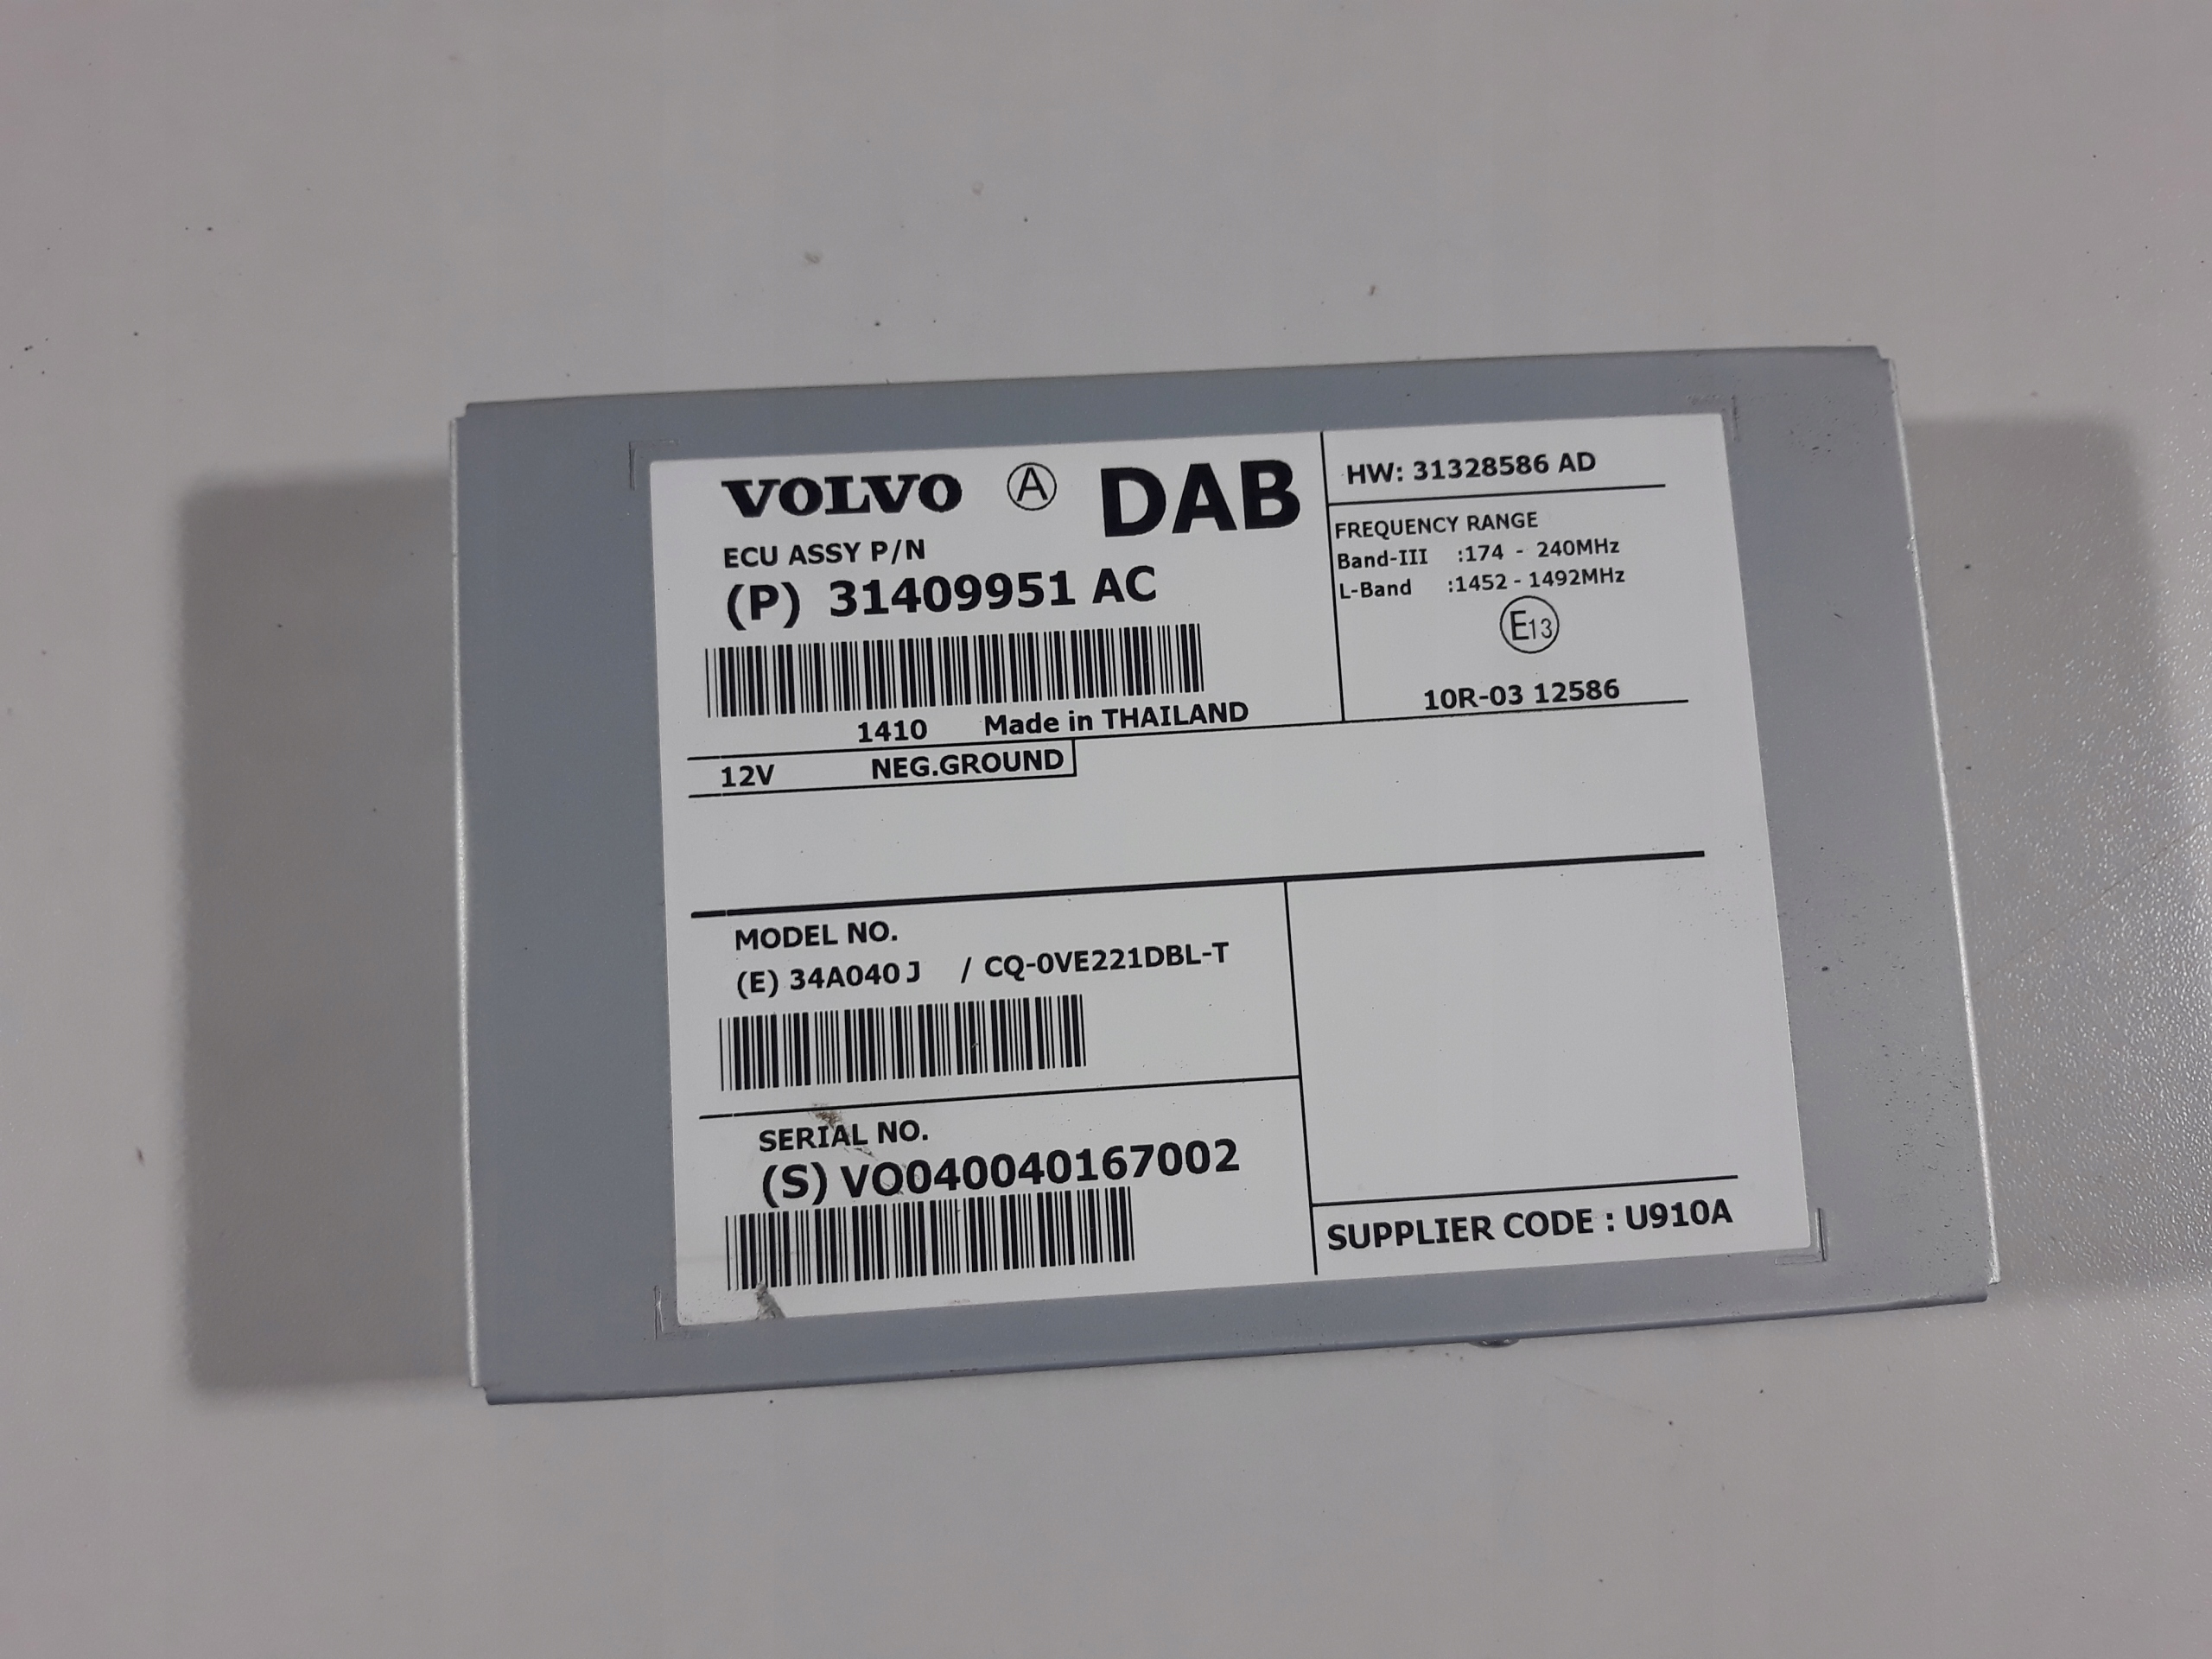 VOLVO Ⓐ DAB
ECU ASSY P/N
(P) 31409951 AC
1410 Made in THAILAND
12V NEG.GROUND
HW: 31328586 AD
FREQUENCY RANGE
Band-III :174 - 240MHz
L-Band :1452 - 1492MHz
E13
10R-03 12586
MODEL NO.
(E) 34A040 J / CQ-0VE221DBL-T
SERIAL NO.
(S) VO040040167002
SUPPLIER CODE : U910A